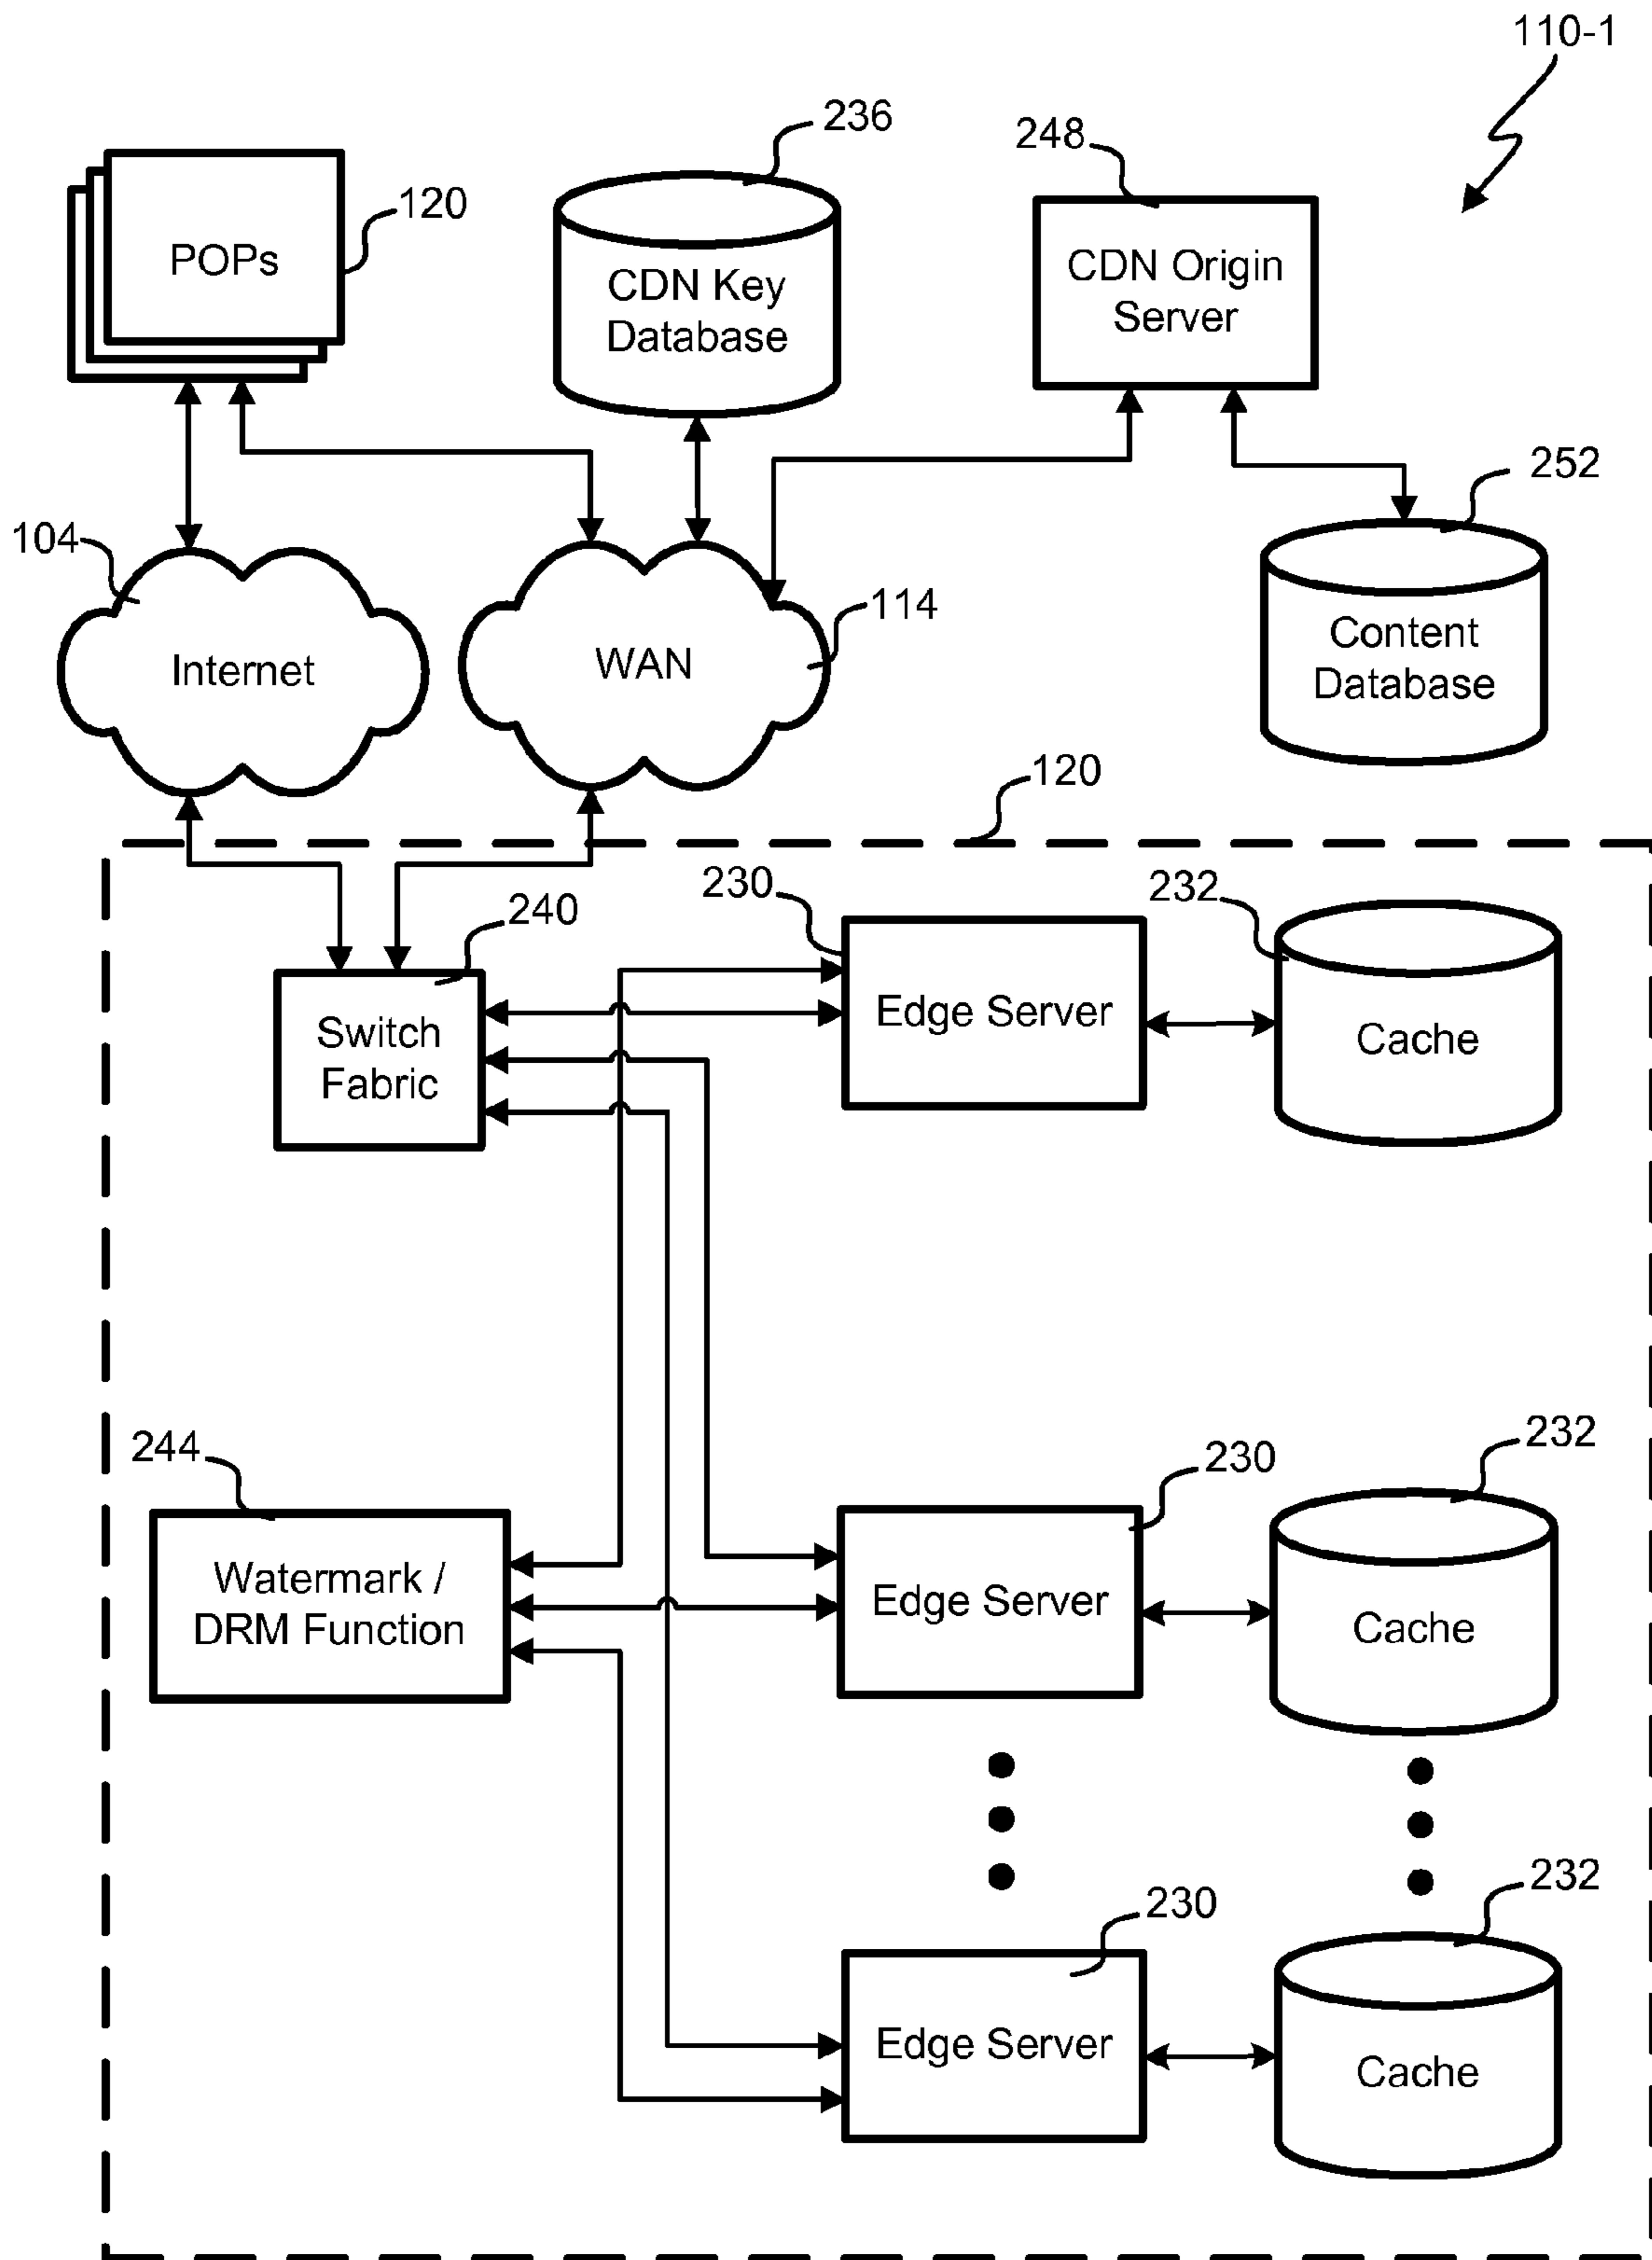 110-1
236
248
120
POPs
CDN Key
Database
CDN Origin
Server
252
104
114
Internet
WAN
Content
Database
120
230
232
240
Switch
Fabric
Edge Server
Cache
244
230
232
Watermark /
DRM Function
Edge Server
Cache
230
232
Edge Server
Cache